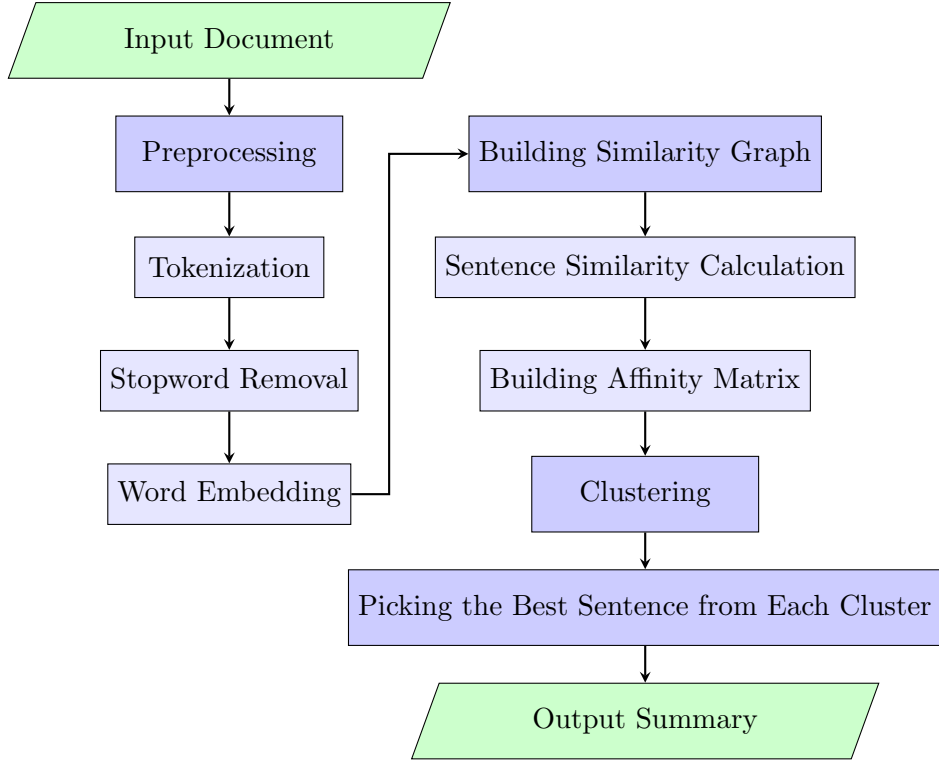 Input Document
Preprocessing
Tokenization
Stopword Removal
Word Embedding
Building Similarity Graph
Sentence Similarity Calculation
Building Affinity Matrix
Clustering
Picking the Best Sentence from Each Cluster
Output Summary